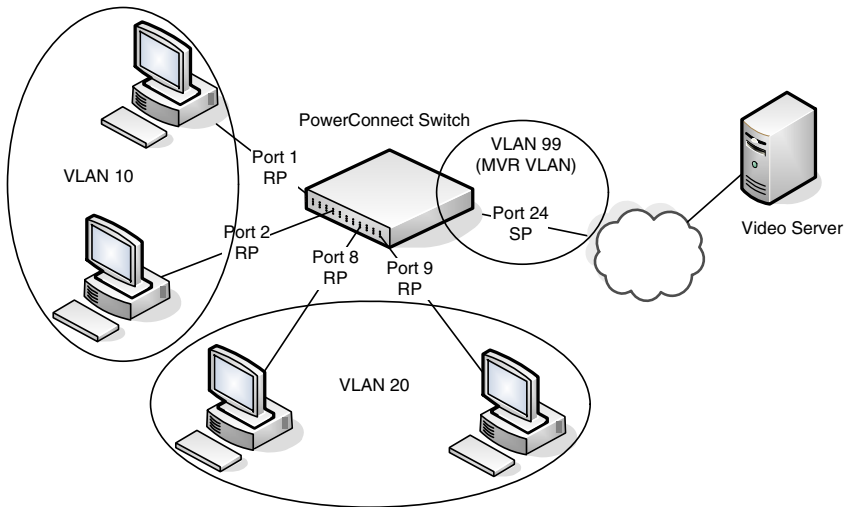 PowerConnect Switch
VLAN 99
(MVR VLAN)
Port 1
RP
VLAN 10
Port 24
SP
Video Server
Port 2
RP
Port 8
RP
Port 9
RP
VLAN 20